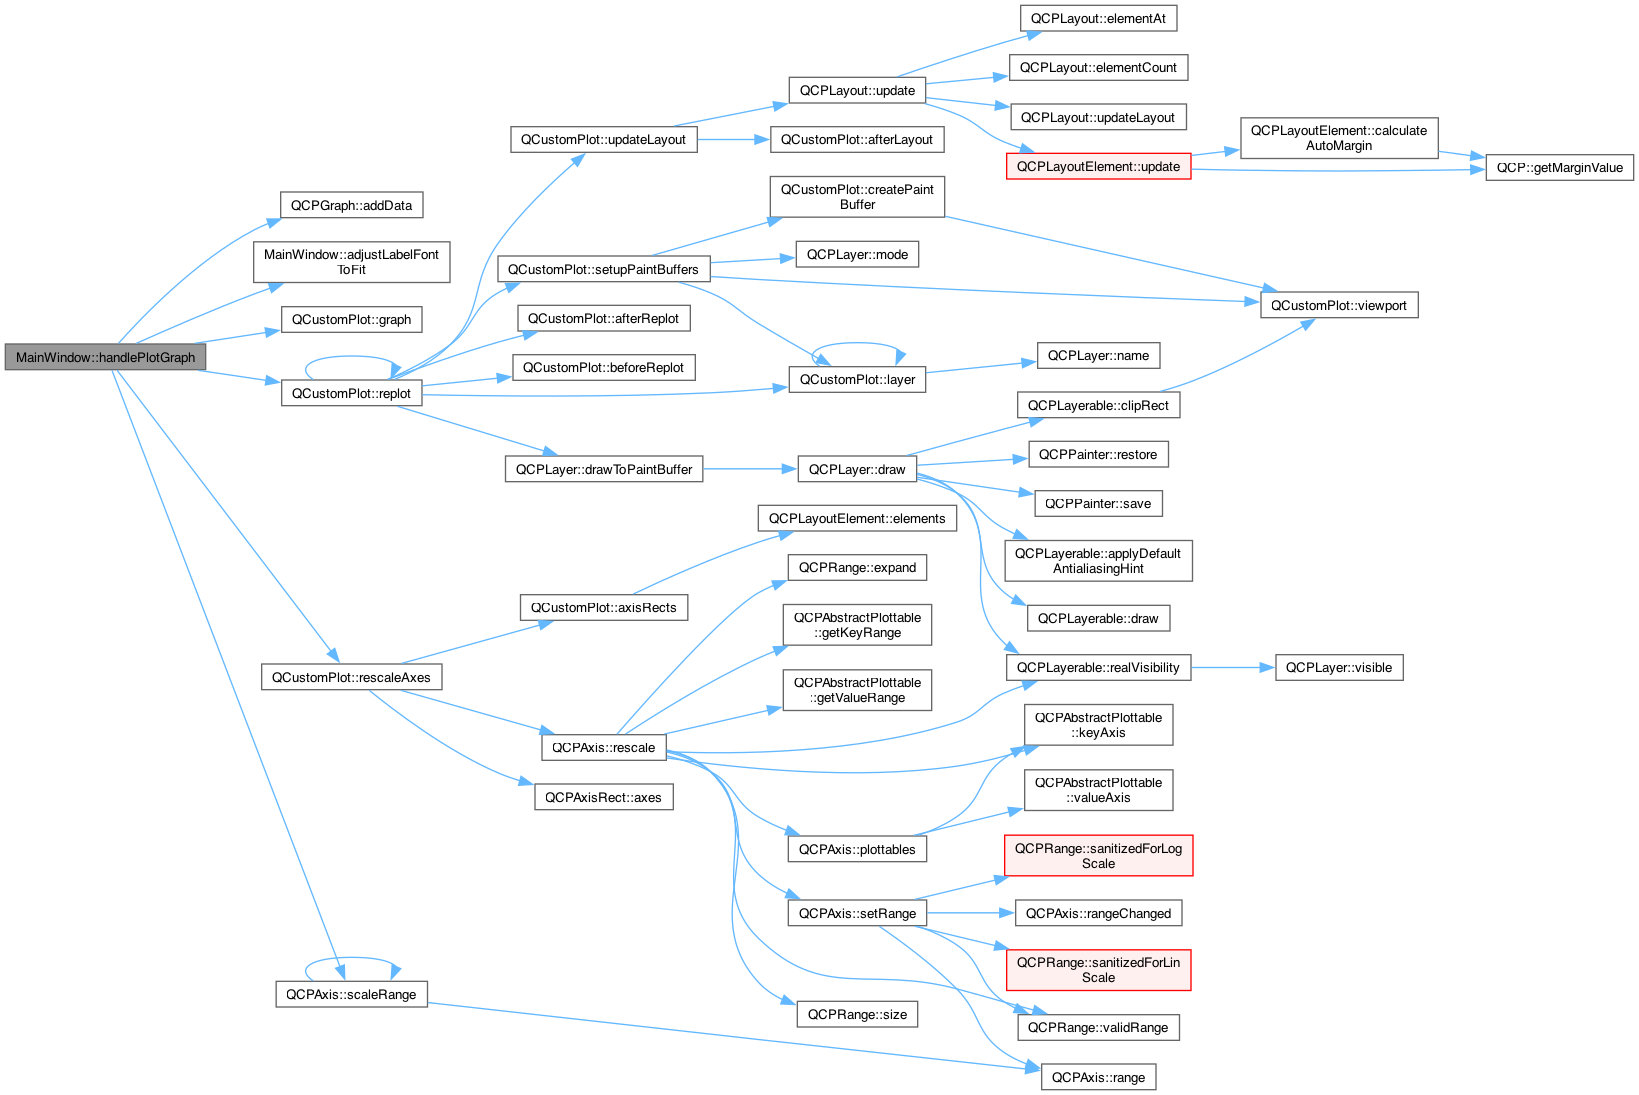 MainWindow::handlePlotGraph
QCPGraph::addData
MainWindow::adjustLabelFont
ToFit
QCustomPlot::graph
QCustomPlot::replot
QCustomPlot::rescaleAxes
QCPAxis::scaleRange
QCustomPlot::updateLayout
QCustomPlot::setupPaintBuffers
QCustomPlot::afterReplot
QCustomPlot::beforeReplot
QCPLayer::drawToPaintBuffer
QCustomPlot::axisRects
QCPAxis::rescale
QCPAxisRect::axes
QCPLayout::update
QCustomPlot::afterLayout
QCustomPlot::createPaint
Buffer
QCPLayer::mode
QCustomPlot::layer
QCPLayer::draw
QCPLayoutElement::elements
QCPRange::expand
QCPAbstractPlottable
::getKeyRange
QCPAbstractPlottable
::getValueRange
QCPAxis::plottables
QCPAxis::setRange
QCPRange::size
QCPLayout::elementAt
QCPLayout::elementCount
QCPLayout::updateLayout
QCPLayoutElement::update
QCPLayer::name
QCPLayerable::clipRect
QCPPainter::restore
QCPPainter::save
QCPLayerable::applyDefault
AntialiasingHint
QCPLayerable::draw
QCPLayerable::realVisibility
QCPAbstractPlottable
::keyAxis
QCPAbstractPlottable
::valueAxis
QCPRange::sanitizedForLog
Scale
QCPAxis::rangeChanged
QCPRange::sanitizedForLin
Scale
QCPRange::validRange
QCPAxis::range
QCPLayoutElement::calculate
AutoMargin
QCustomPlot::viewport
QCPLayer::visible
QCP::getMarginValue